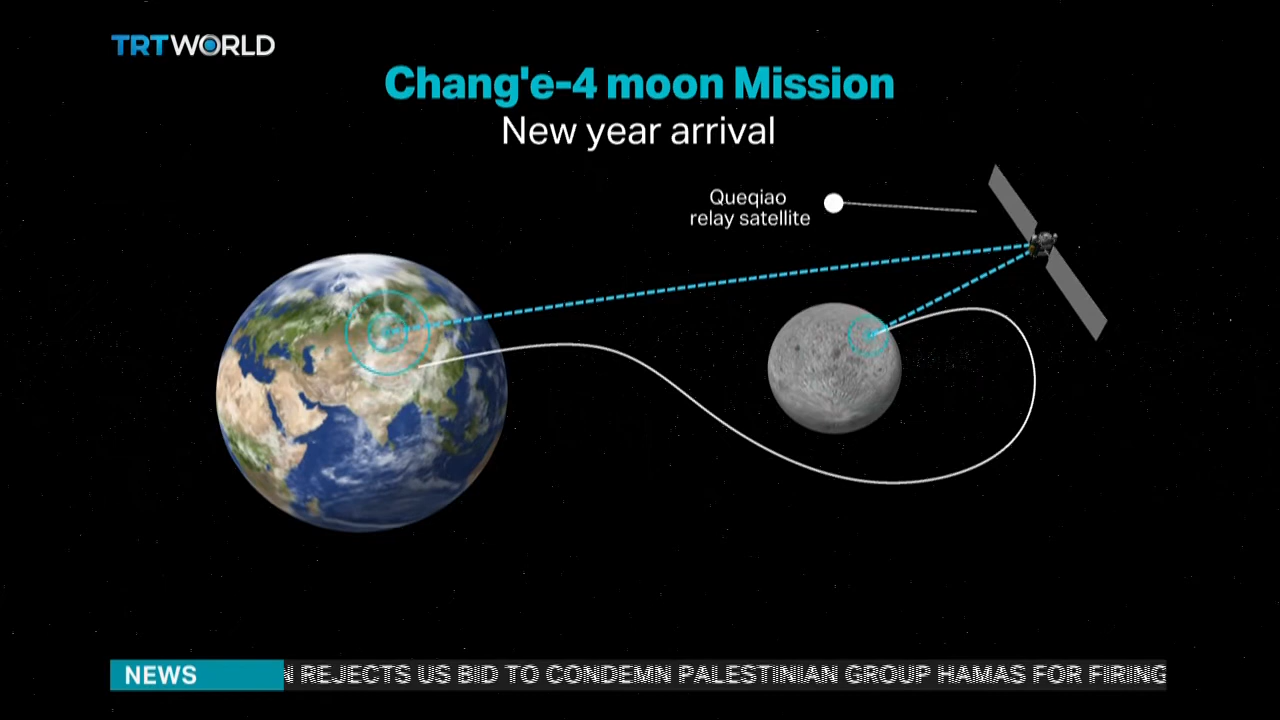 TRTWORLD
Chang'e-4 moon Mission
New year arrival
Queqiao
relay satellite
NEWS
N REJECTS US BID TO CONDEMN PALESTINIAN GROUP HAMAS FOR FIRING